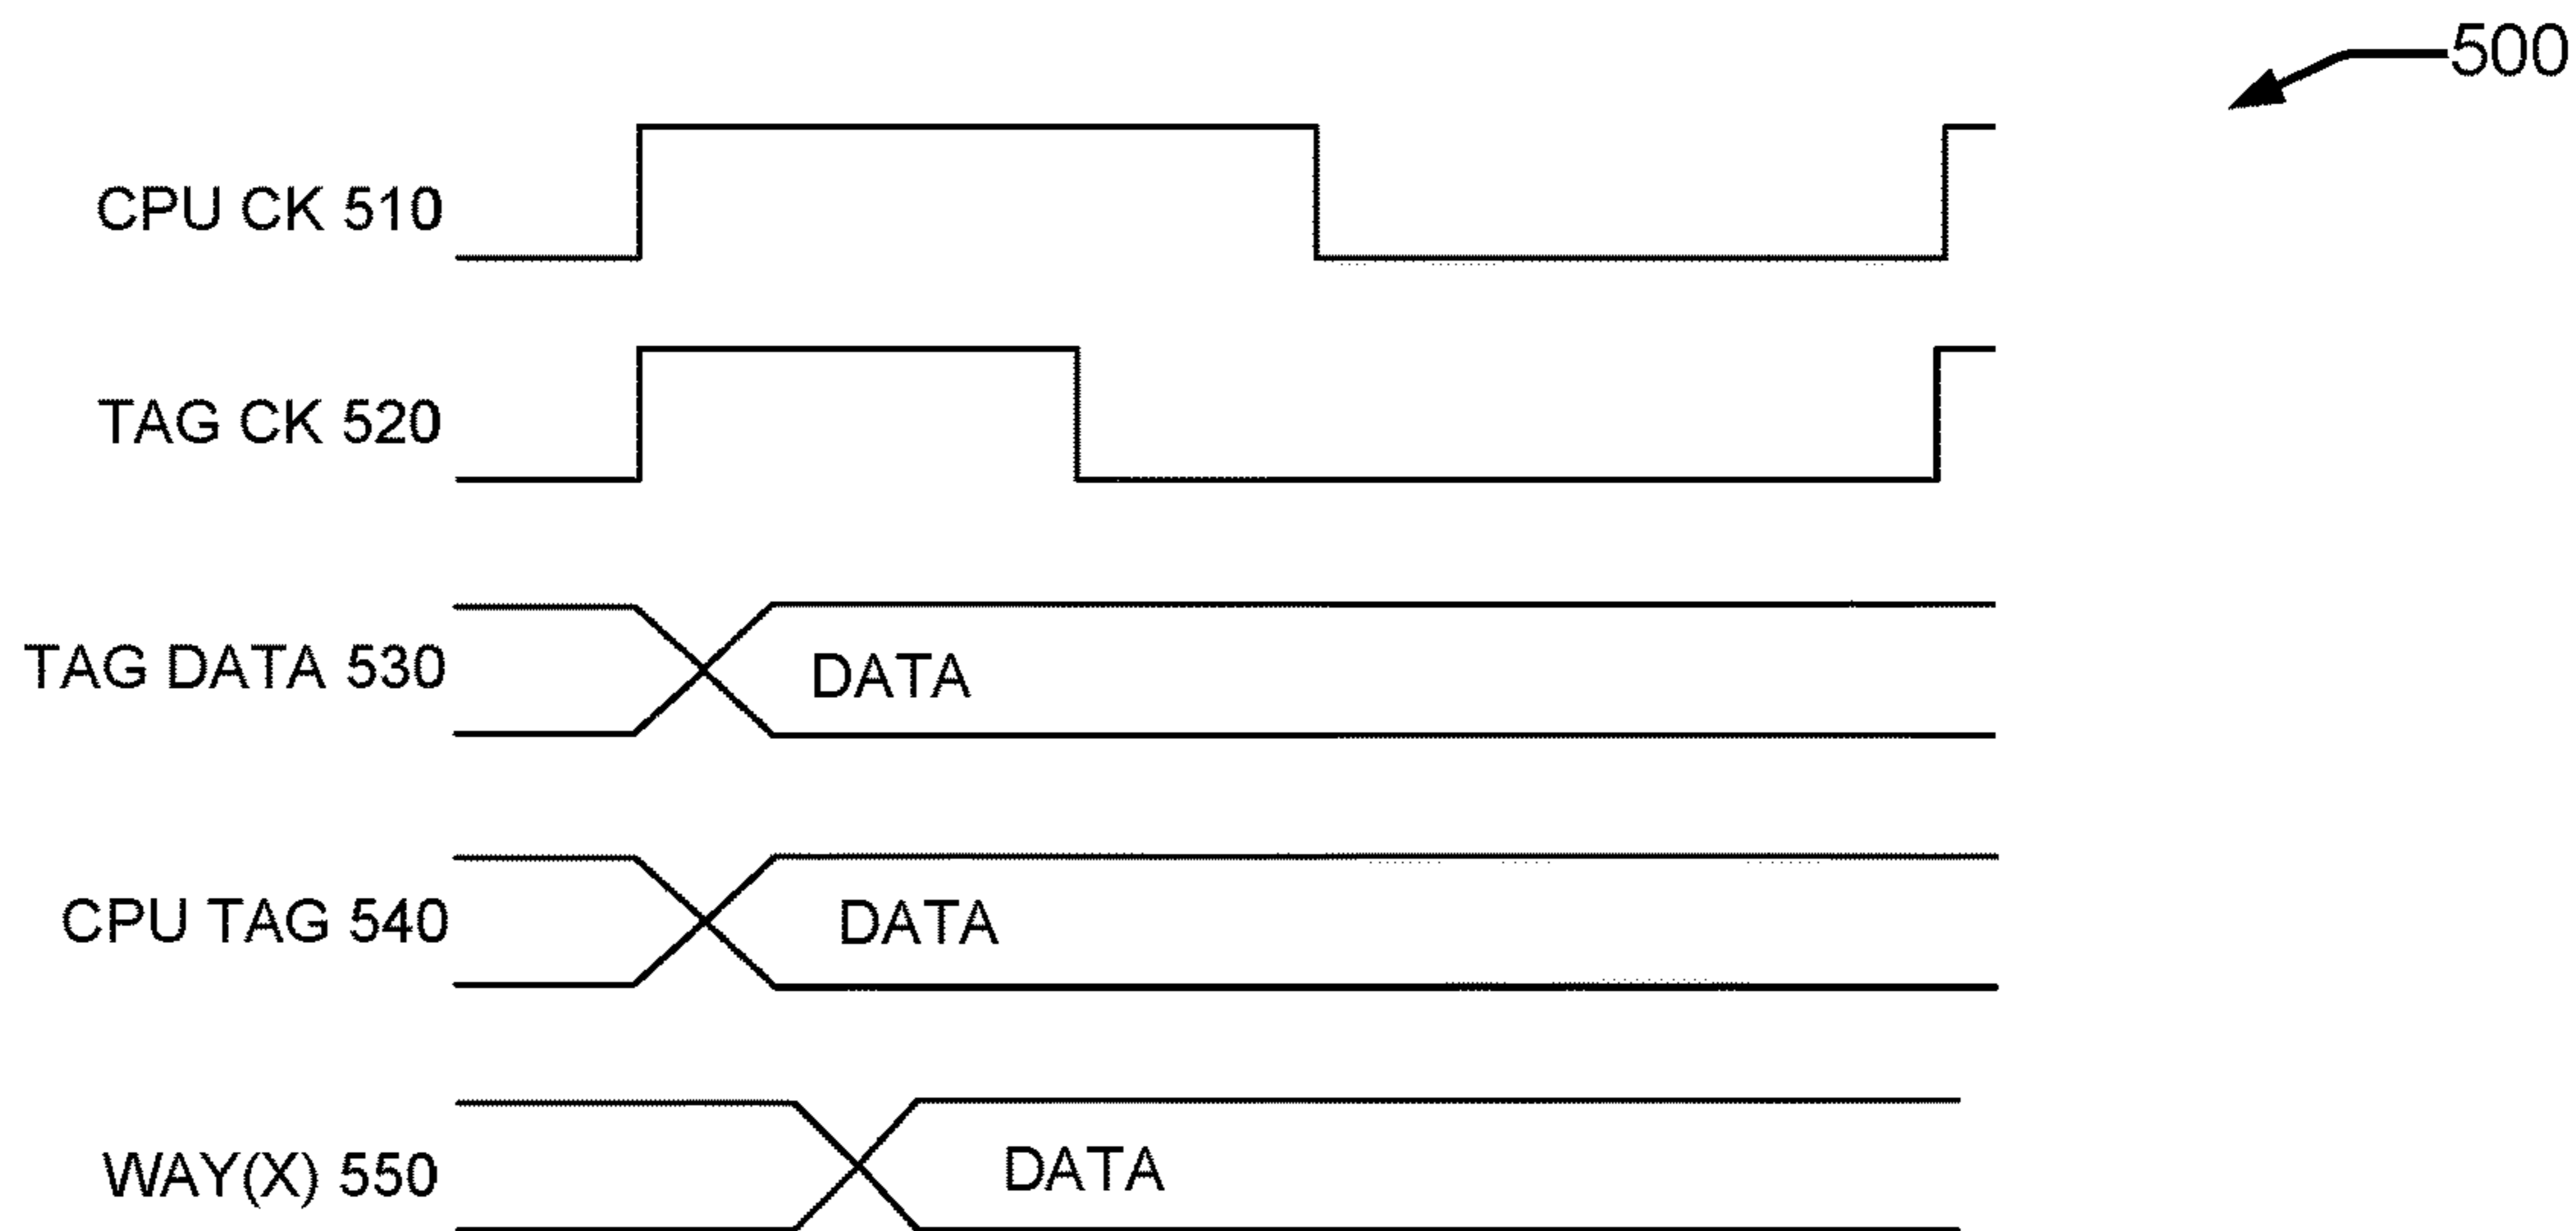 500
CPU CK 510
TAG CK 520
TAG DATA 530
DATA
CPU TAG 540
DATA
WAY(X) 550
DATA